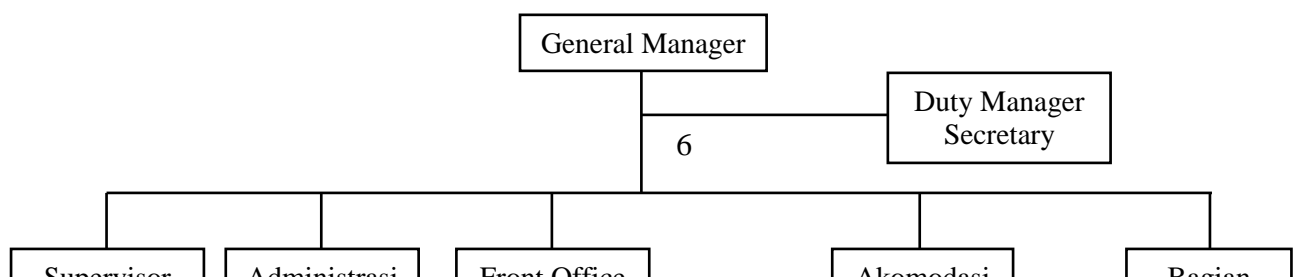 General Manager
Duty Manager
Secretary
6
Supervisor
Administrasi
Front Office
Akomodasi
Bagian